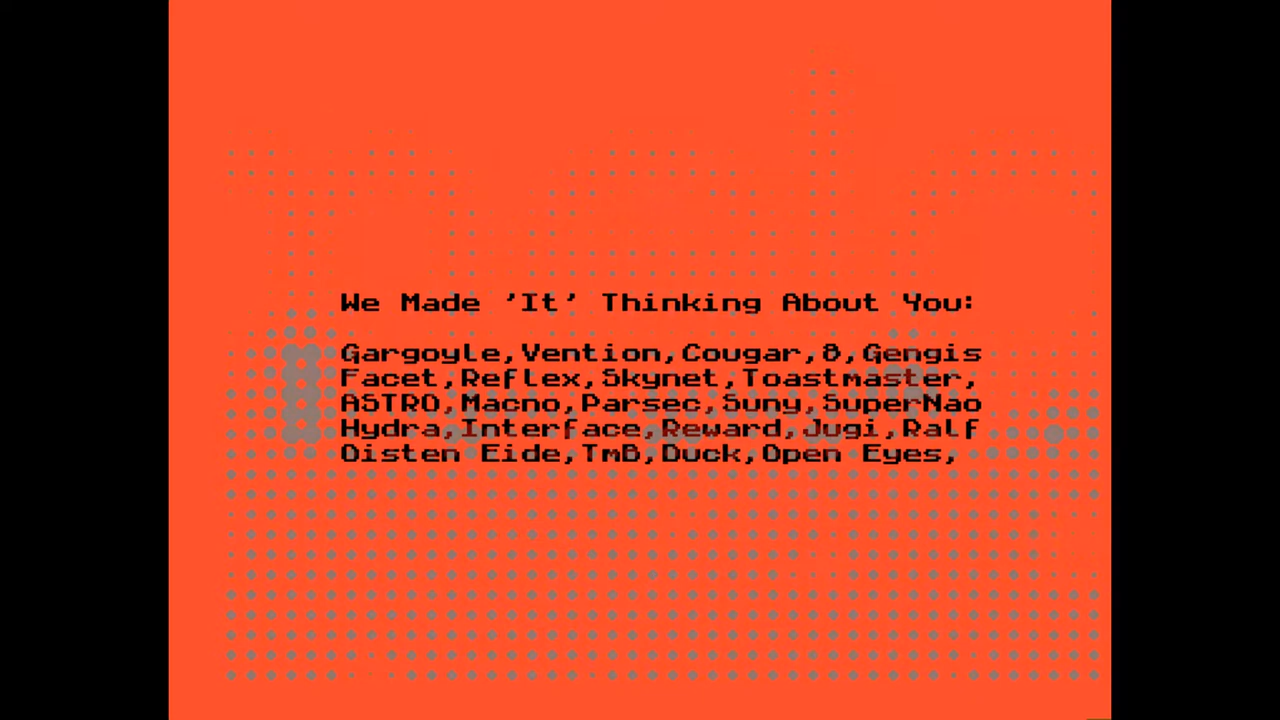 We Made 'It' Thinking About You:
Gargoyle,Vention,Cougar,8,Gengis
Facet,Reflex,Skynet,Toastmaster,
ASTRO,Macno,Parsec,Suny,SuperNao
Hydra,Interface,Reward,Jugi,Ralf
Oisten Eide,TmB,Duck,Open Eyes,